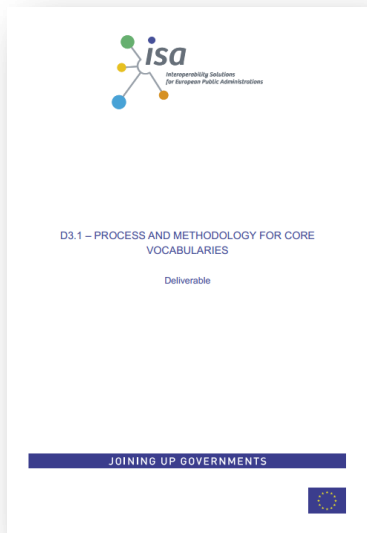 isa
Interoperability Solutions
for European Public Administrations
D3.1 – PROCESS AND METHODOLOGY FOR CORE
VOCABULARIES
Deliverable
JOINING UP GOVERNMENTS